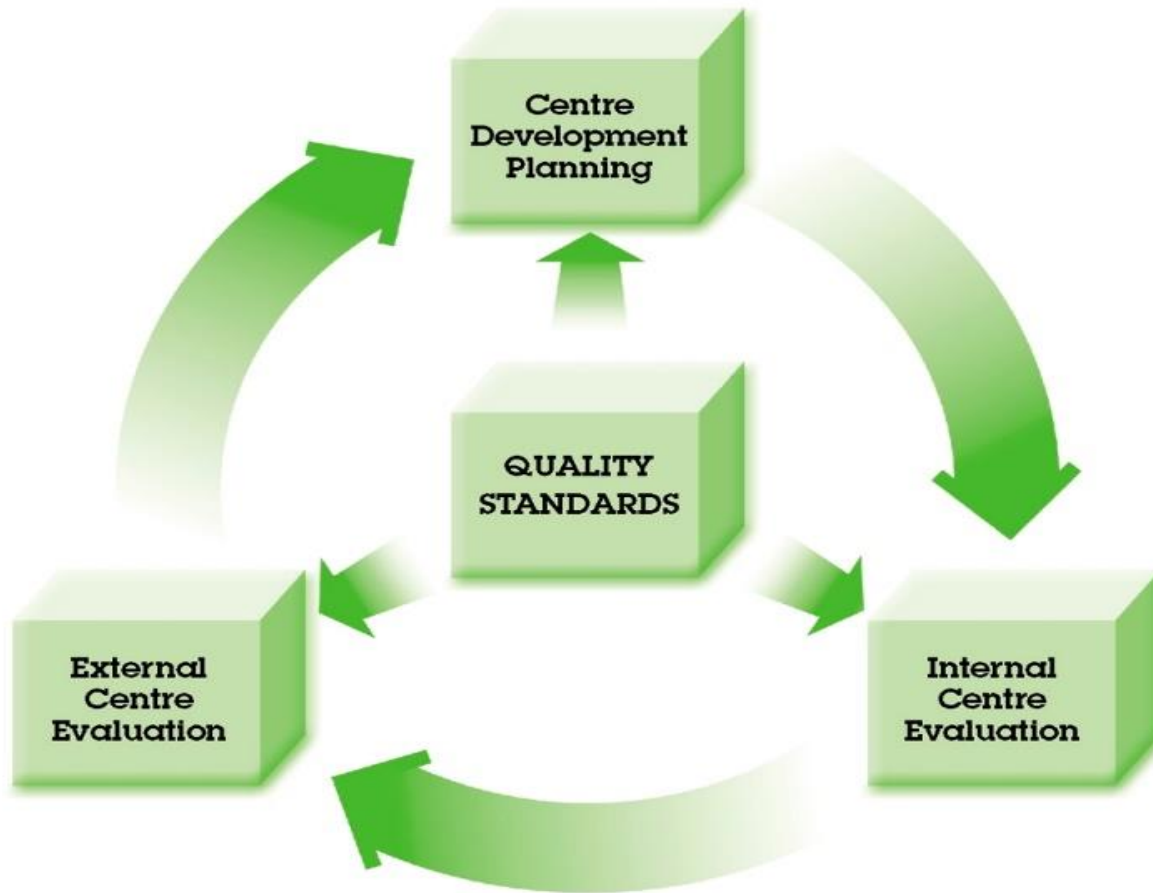 Centre
Development
Planning
QUALITY
STANDARDS
External
Centre
Evaluation
Internal
Centre
Evaluation